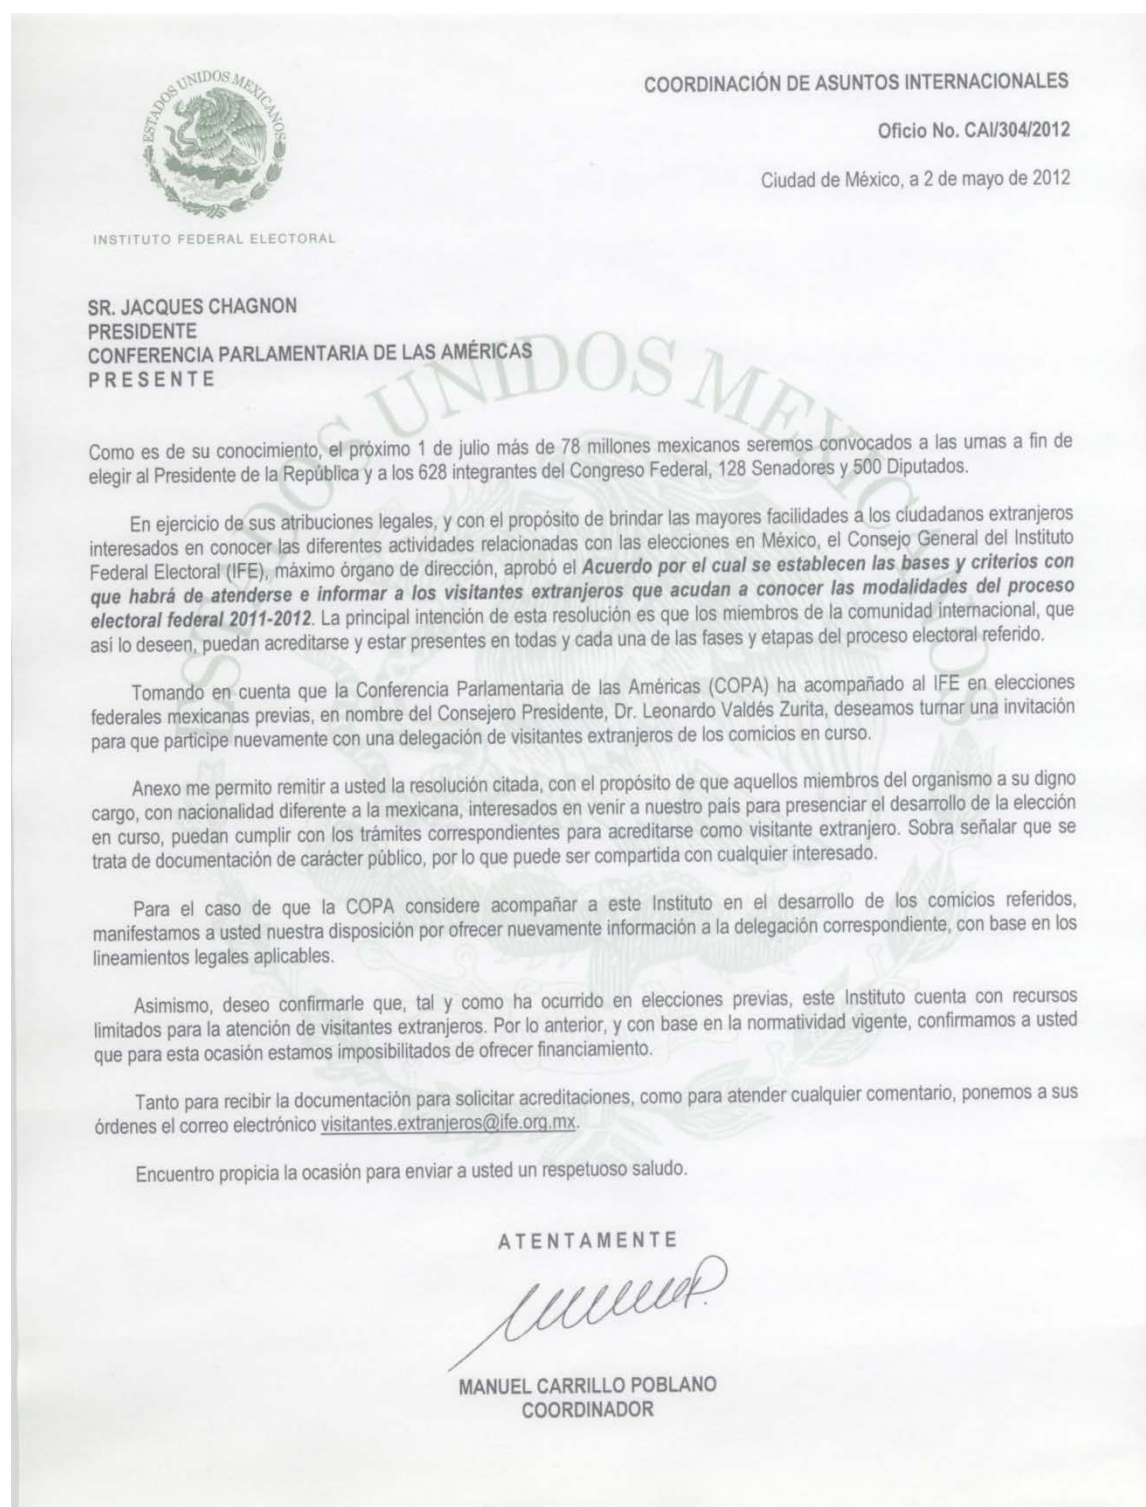 COORDINACIÓN DE ASUNTOS INTERNACIONALES
Oficio No. CAI/304/2012
Ciudad de México, a 2 de mayo de 2012
ESTADOS UNIDOS MEXICANOS
INSTITUTO FEDERAL ELECTORAL
SR. JACQUES CHAGNON
PRESIDENTE
CONFERENCIA PARLAMENTARIA DE LAS AMÉRICAS
P R E S E N T E
ESTADOS UNIDOS MEXICANOS
Como es de su conocimiento, el próximo 1 de julio más de 78 millones mexicanos seremos convocados a las urnas a fin de
elegir al Presidente de la República y a los 628 integrantes del Congreso Federal, 128 Senadores y 500 Diputados.
En ejercicio de sus atribuciones legales, y con el propósito de brindar las mayores facilidades a los ciudadanos extranjeros
interesados en conocer las diferentes actividades relacionadas con las elecciones en México, el Consejo General del Instituto
Federal Electoral (IFE), máximo órgano de dirección, aprobó el Acuerdo por el cual se establecen las bases y criterios con
que habrá de atenderse e informar a los visitantes extranjeros que acudan a conocer las modalidades del proceso
electoral federal 2011-2012. La principal intención de esta resolución es que los miembros de la comunidad internacional, que
así lo deseen, puedan acreditarse y estar presentes en todas y cada una de las fases y etapas del proceso electoral referido.
Tomando en cuenta que la Conferencia Parlamentaria de las Américas (COPA) ha acompañado al IFE en elecciones
federales mexicanas previas, en nombre del Consejero Presidente, Dr. Leonardo Valdés Zurita, deseamos turnar una invitación
para que participe nuevamente con una delegación de visitantes extranjeros de los comicios en curso.
Anexo me permito remitir a usted la resolución citada, con el propósito de que aquellos miembros del organismo a su digno
cargo, con nacionalidad diferente a la mexicana, interesados en venir a nuestro país para presenciar el desarrollo de la elección
en curso, puedan cumplir con los trámites correspondientes para acreditarse como visitante extranjero. Sobra señalar que se
trata de documentación de carácter público, por lo que puede ser compartida con cualquier interesado.
Para el caso de que la COPA considere acompañar a este Instituto en el desarrollo de los comicios referidos,
manifestamos a usted nuestra disposición por ofrecer nuevamente información a la delegación correspondiente, con base en los
lineamientos legales aplicables.
Asimismo, deseo confirmarle que, tal y como ha ocurrido en elecciones previas, este Instituto cuenta con recursos
limitados para la atención de visitantes extranjeros. Por lo anterior, y con base en la normatividad vigente, confirmamos a usted
que para esta ocasión estamos imposibilitados de ofrecer financiamiento.
Tanto para recibir la documentación para solicitar acreditaciones, como para atender cualquier comentario, ponemos a sus
órdenes el correo electrónico visitantes.extranjeros@ife.org.mx.
Encuentro propicia la ocasión para enviar a usted un respetuoso saludo.
A T E N T A M E N T E
MANUEL CARRILLO POBLANO
COORDINADOR